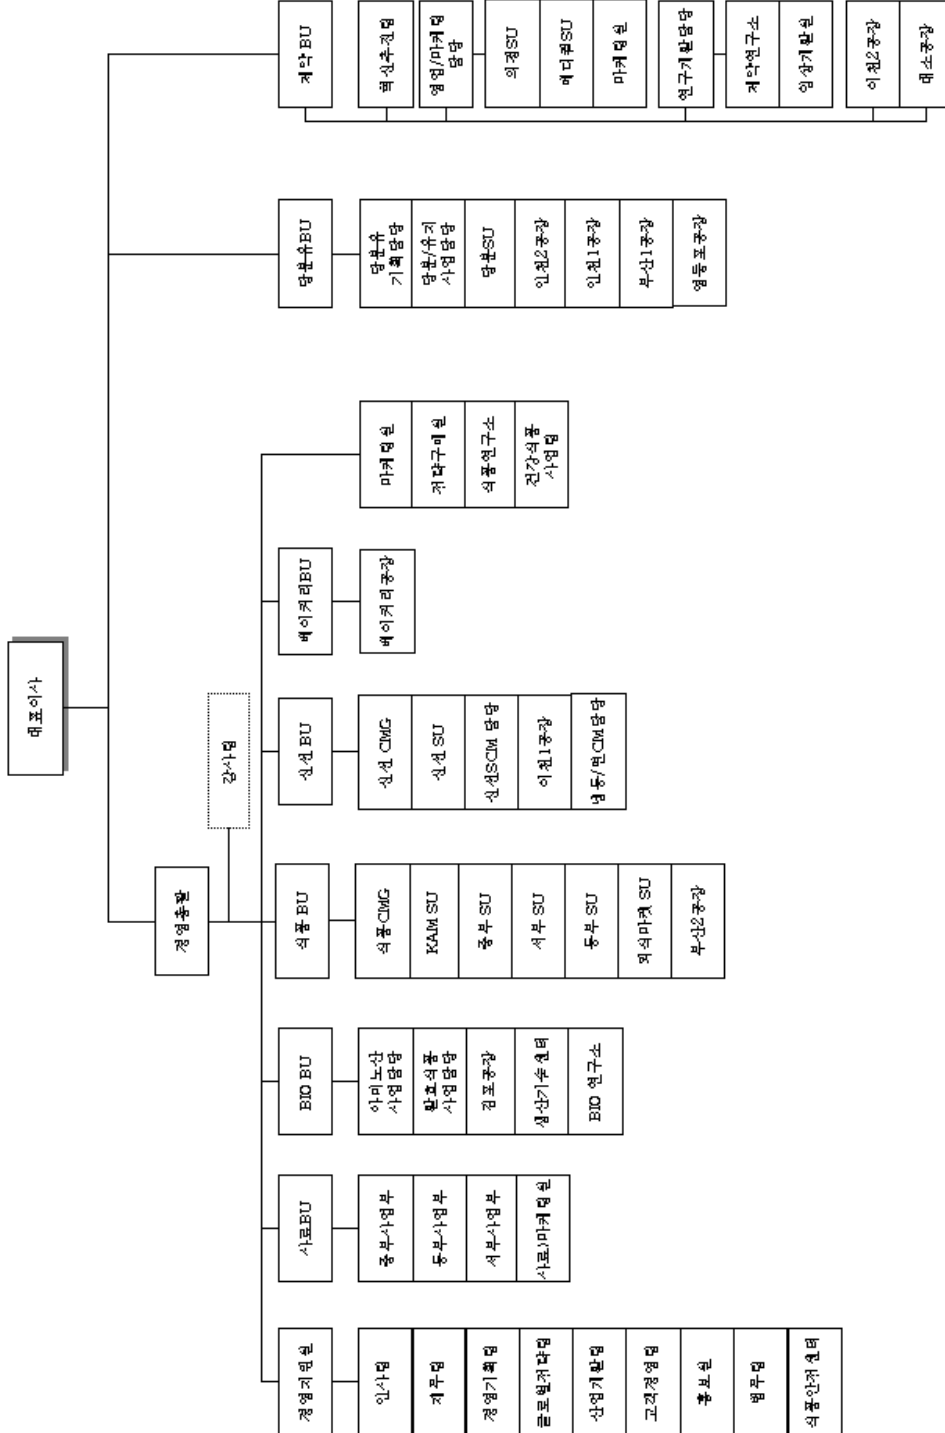 대표이사
경영총괄
감사팀
경영지원실
인사팀
재무팀
경영기획팀
글로벌전략팀
산업개발팀
고객경영팀
홍보실
법무팀
식품안전센터
사료BU
중부사업부
동부사업부
서부사업부
사료)마케팅실
BIO BU
아미노산
사업담당
발효식품
사업담당
김포공장
생산기술센터
BIO 연구소
식품 BU
식품CMG
KAM SU
중부 SU
서부 SU
동부 SU
외식마켓 SU
부산2공장
신선 BU
신선 CMG
신선 SU
신선SCM 담당
이천1공장
냉동/면CM담당
베이커리BU
베이커리공장
마케팅실
전략구매실
식품연구소
건강식품
사업팀
당분유BU
당분유
기획담당
당분/유지
사업담당
당분SU
인천2공장
인천1공장
부산1공장
영등포공장
제약 BU
혁신추진팀
영업/마케팅
담당
의정SU
메디컬SU
마케팅실
연구개발담당
제약연구소
임상개발실
이천2공장
대소공장